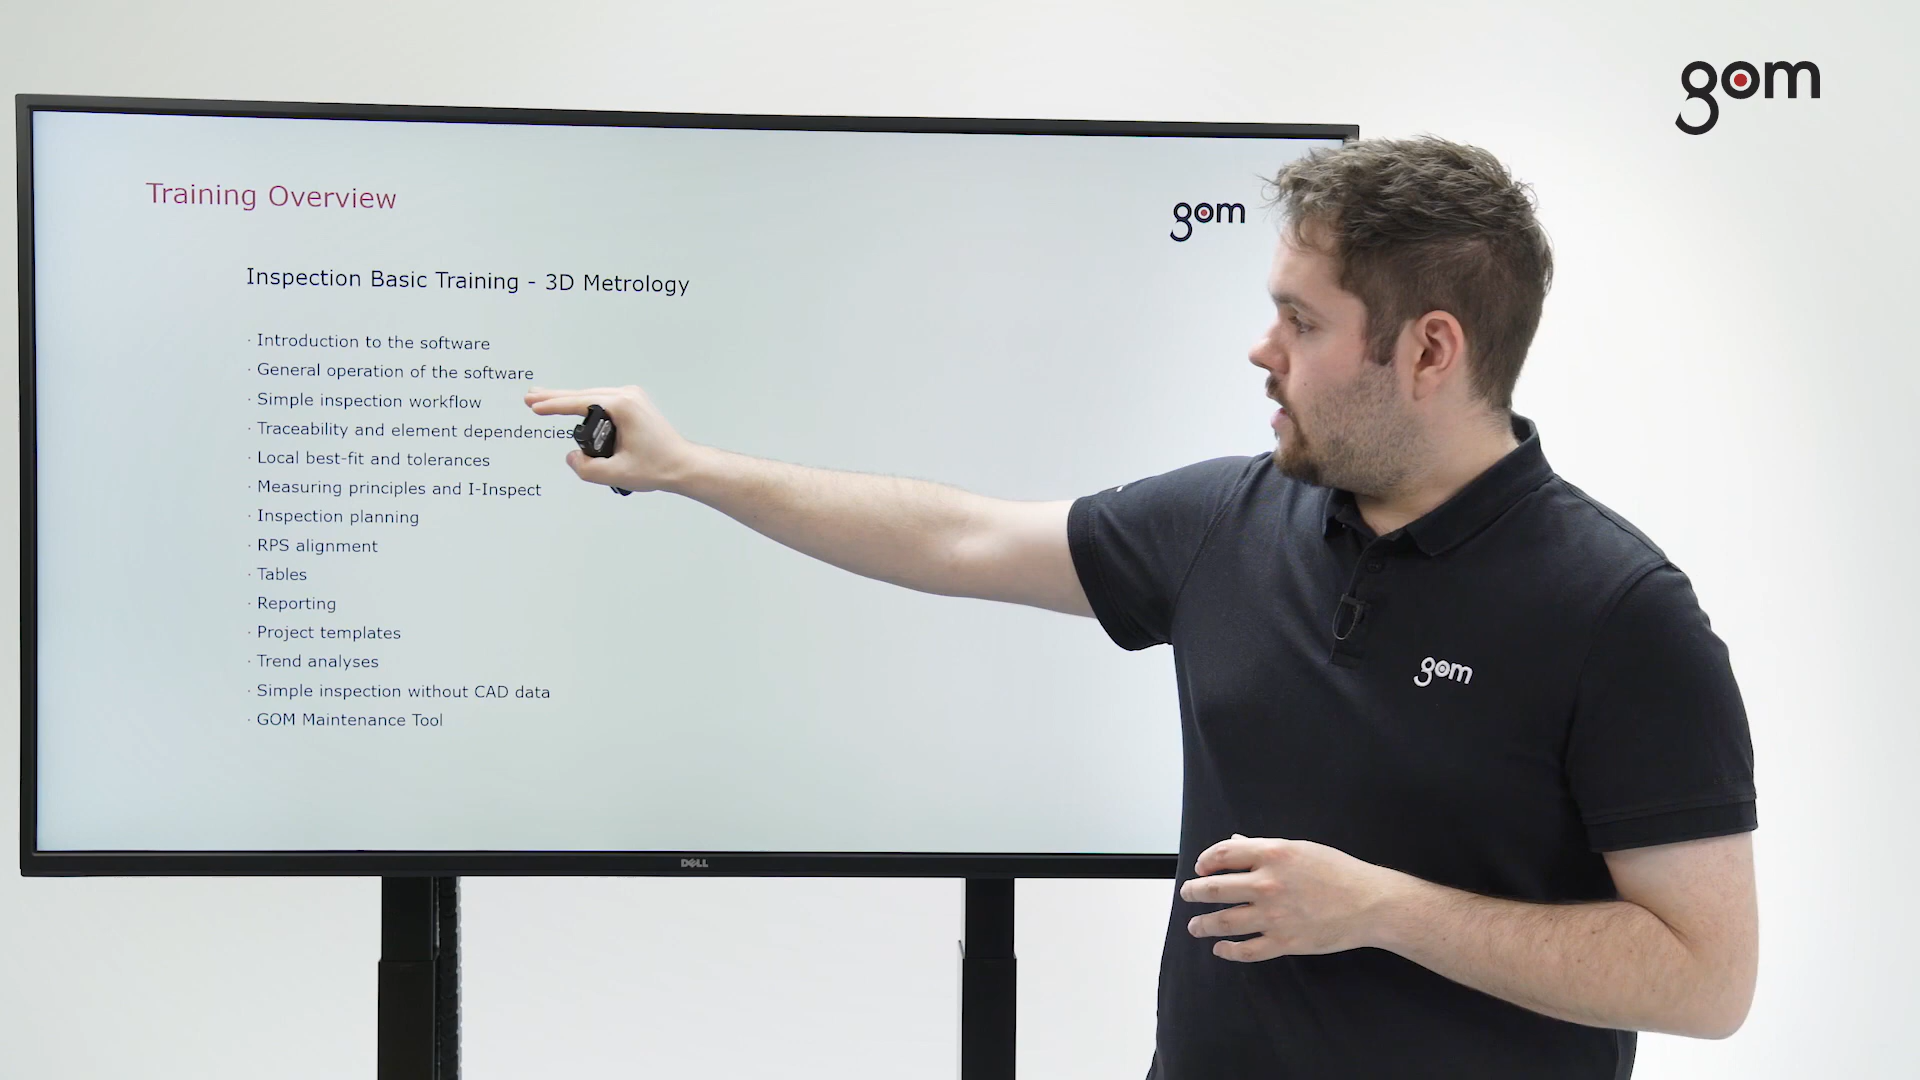 gom
Training Overview
gom
Inspection Basic Training - 3D Metrology
· Introduction to the software
· General operation of the software
· Simple inspection workflow
· Traceability and element dependencies
· Local best-fit and tolerances
· Measuring principles and I-Inspect
· Inspection planning
· RPS alignment
· Tables
· Reporting
· Project templates
· Trend analyses
· Simple inspection without CAD data
· GOM Maintenance Tool
gom
DELL